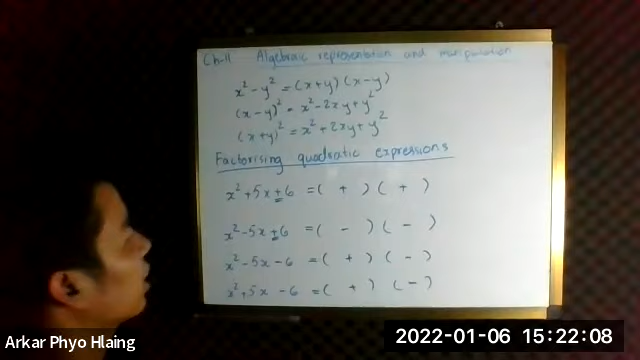 Ch-11 Algebraic representation and manipulation
x² - y² = (x+y) (x-y)
(x-y)² = x² - 2xy + y²
(x+y)² = x² + 2xy + y²
Factorising quadratic expressions
x² + 5x + 6 = ( + ) ( + )
x² - 5x + 6 = ( - ) ( - )
x² - 5x - 6 = ( + ) ( - )
x² + 5x - 6 = ( + ) ( - )
Arkar Phyo Hlaing
2022-01-06 15:22:08